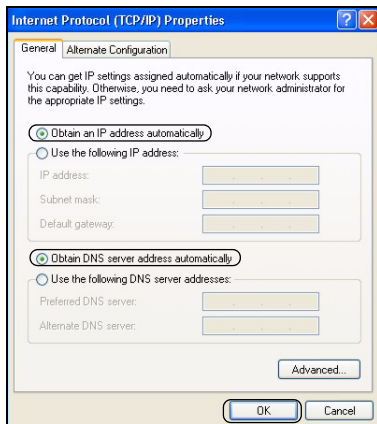 Internet Protocol (TCP/IP) Properties
General Alternate Configuration
You can get IP settings assigned automatically if your network supports
this capability. Otherwise, you need to ask your network administrator for
the appropriate IP settings.
Obtain an IP address automatically
Use the following IP address:
IP address:
Subnet mask:
Default gateway:
Obtain DNS server address automatically
Use the following DNS server addresses:
Preferred DNS server:
Alternate DNS server:
Advanced...
OK Cancel